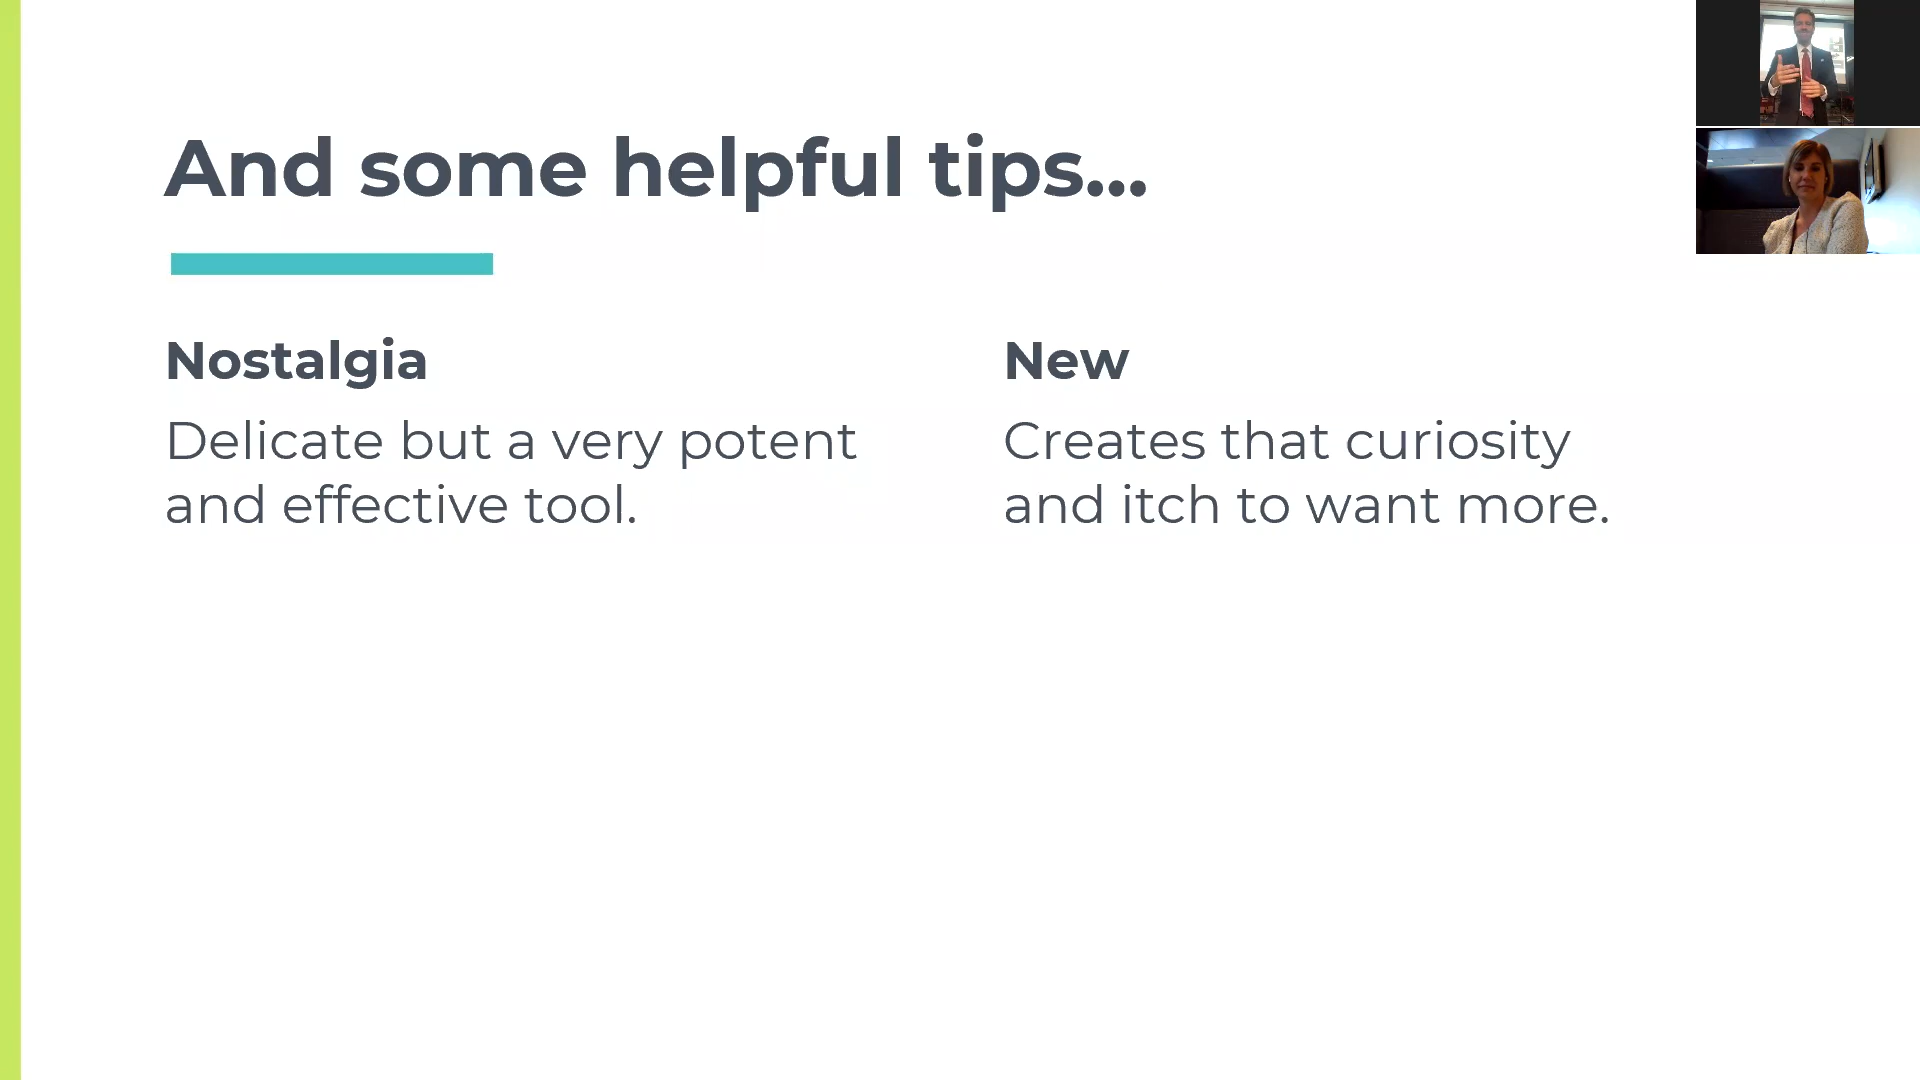 And some helpful tips...
Nostalgia
Delicate but a very potent
and effective tool.
New
Creates that curiosity
and itch to want more.